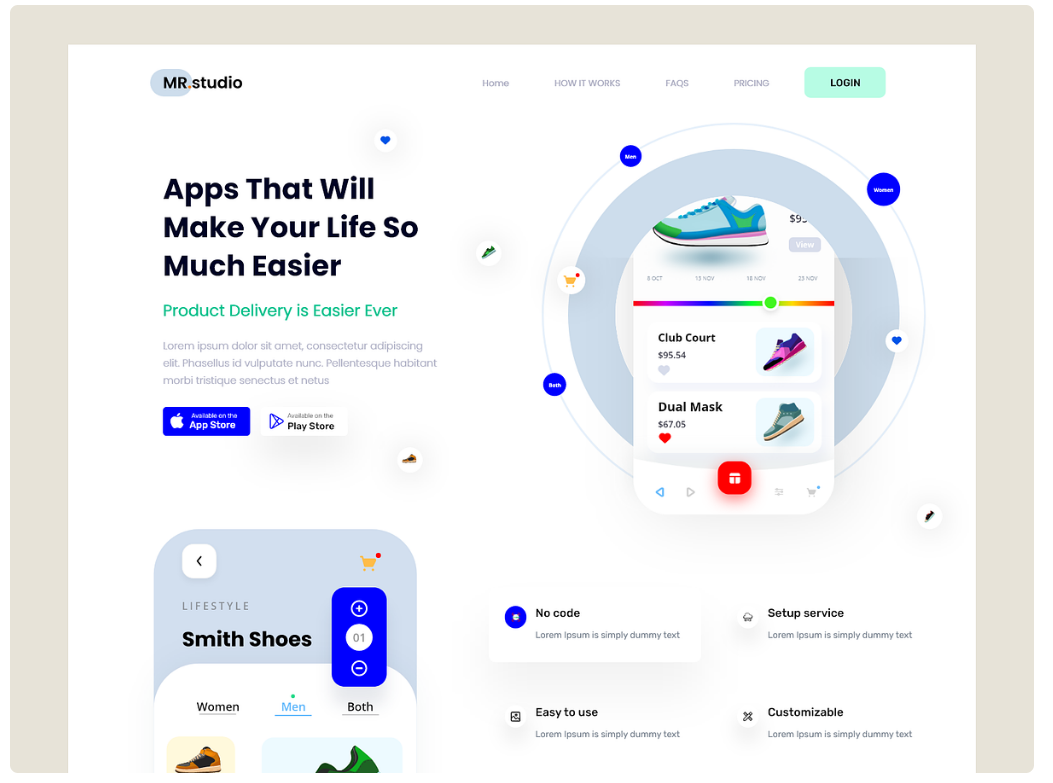 MR.studio
Home
HOW IT WORKS
FAQS
PRICING
LOGIN
Apps That Will
Make Your Life So
Much Easier
Product Delivery is Easier Ever
Lorem ipsum dolor sit amet, consectetur adipiscing
elit. Phasellus id vulputate nunc. Pellentesque habitant
morbi tristique senectus et netus
Available on the
App Store
Available on the
Play Store
Men
Women
Both
View
8 OCT
10 NOV
18 NOV
23 NOV
Club Court
$95.54
Dual Mask
$67.05
LIFESTYLE
Smith Shoes
01
Women
Men
Both
No code
Lorem Ipsum is simply dummy text
Setup service
Lorem Ipsum is simply dummy text
Easy to use
Lorem Ipsum is simply dummy text
Customizable
Lorem Ipsum is simply dummy text